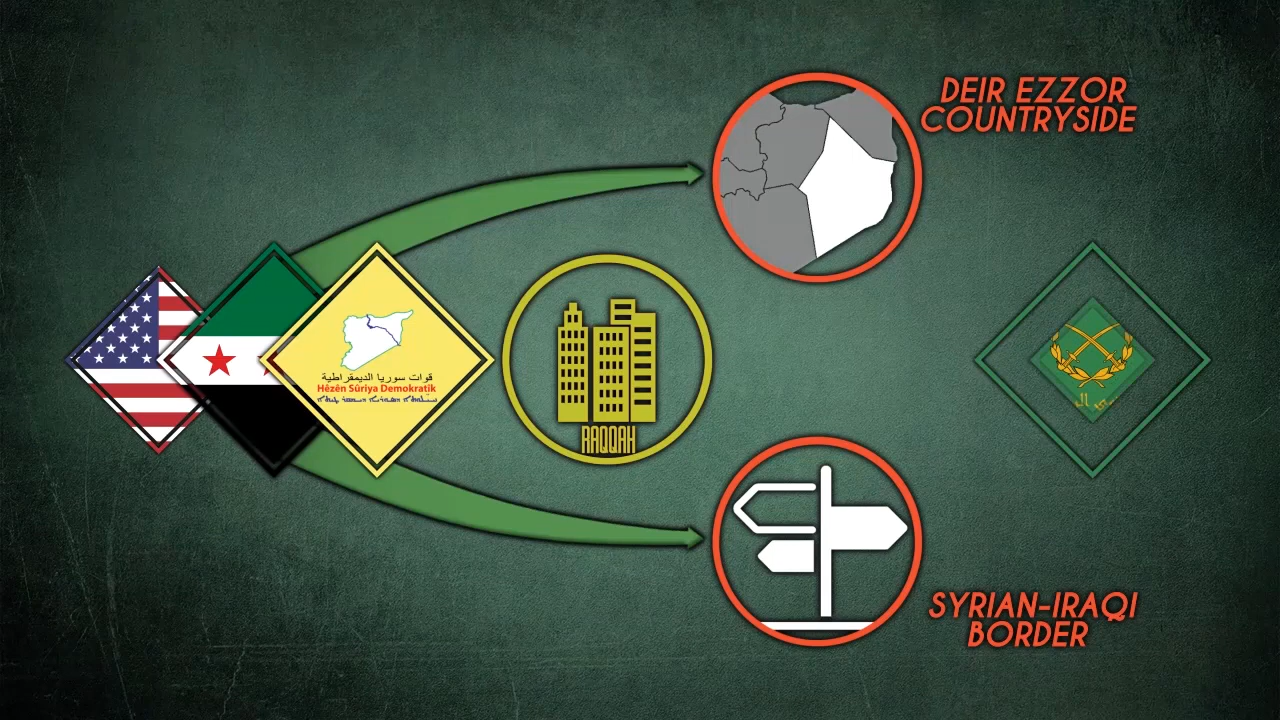 DEIR EZZOR
COUNTRYSIDE
قوات سوريا الديمقراطية
Hêzên Sûriya Demokratîk
RAQQAH
SYRIAN-IRAQI
BORDER